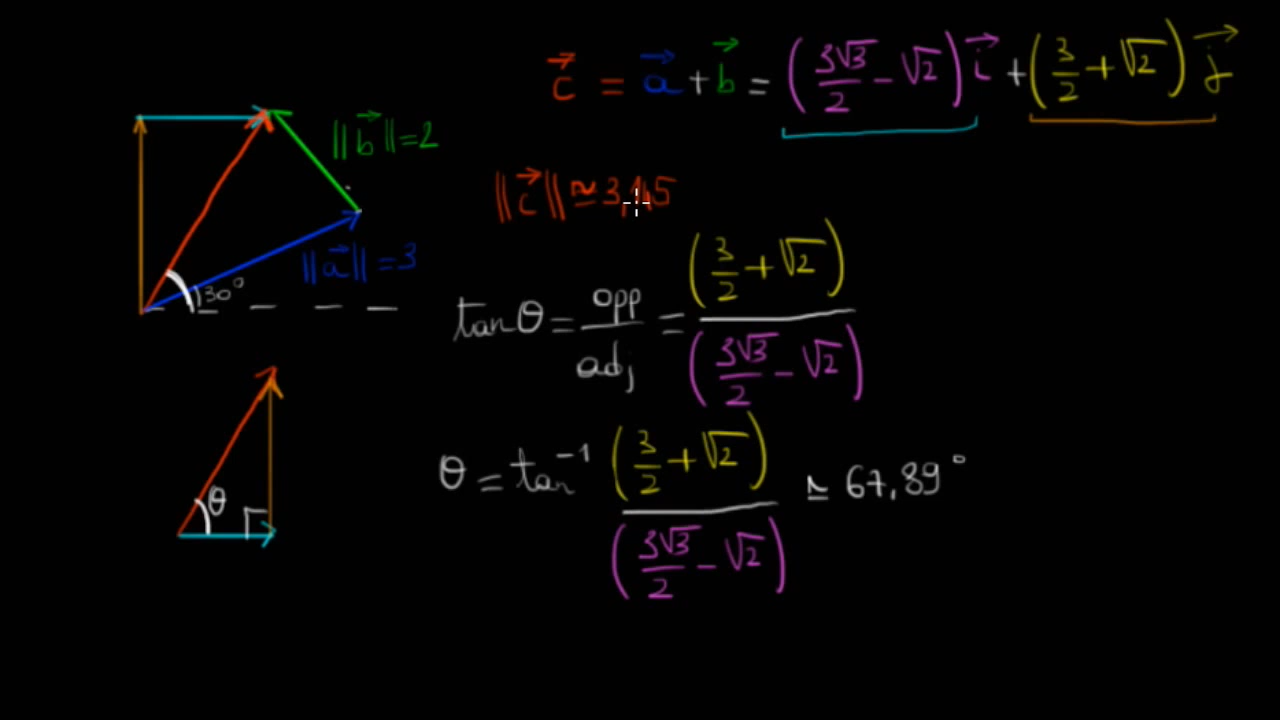 c⃗ = a⃗ + b⃗ = (3√3/2 − √2) i⃗ + (3/2 + √2) j⃗
||b⃗|| = 2
||c⃗|| ≃ 3,145
||a⃗|| = 3
30°
tanθ = opp/adj = (3/2 + √2)/(3√3/2 − √2)
θ = tan⁻¹ (3/2 + √2)/(3√3/2 − √2) ≃ 67,89°
θ